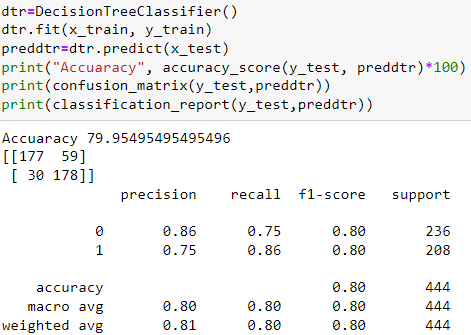 dtr=DecisionTreeClassifier()
dtr.fit(x_train, y_train)
preddtr=dtr.predict(x_test)
print("Accuaracy", accuracy_score(y_test, preddtr)*100)
print(confusion_matrix(y_test,preddtr))
print(classification_report(y_test,preddtr))
Accuaracy 79.95495495495496
[[177  59]
 [ 30 178]]
              precision    recall  f1-score   support

           0       0.86      0.75      0.80       236
           1       0.75      0.86      0.80       208

    accuracy                           0.80       444
   macro avg       0.80      0.80      0.80       444
weighted avg       0.81      0.80      0.80       444